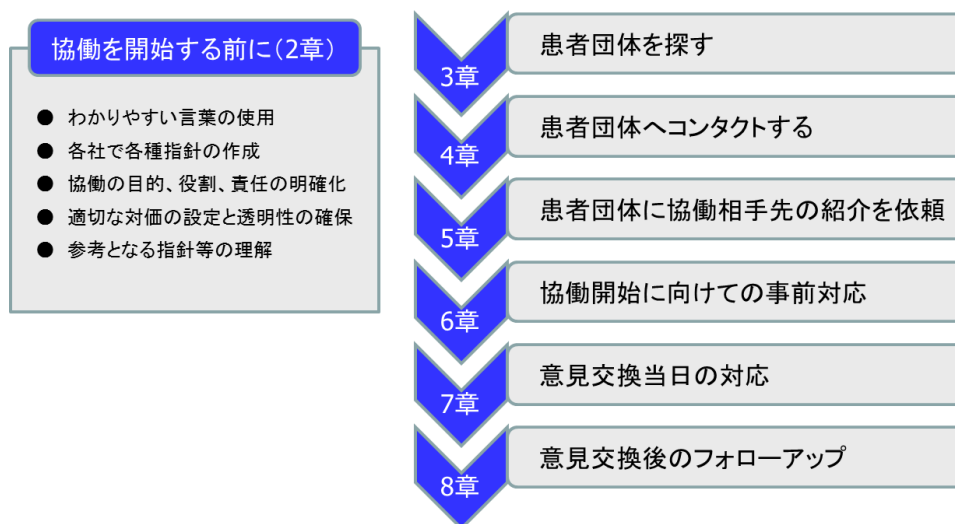 協働を開始する前に(2章)
● わかりやすい言葉の使用
● 各社で各種指針の作成
● 協働の目的、役割、責任の明確化
● 適切な対価の設定と透明性の確保
● 参考となる指針等の理解
3章
患者団体を探す
4章
患者団体へコンタクトする
5章
患者団体に協働相手先の紹介を依頼
6章
協働開始に向けての事前対応
7章
意見交換当日の対応
8章
意見交換後のフォローアップ